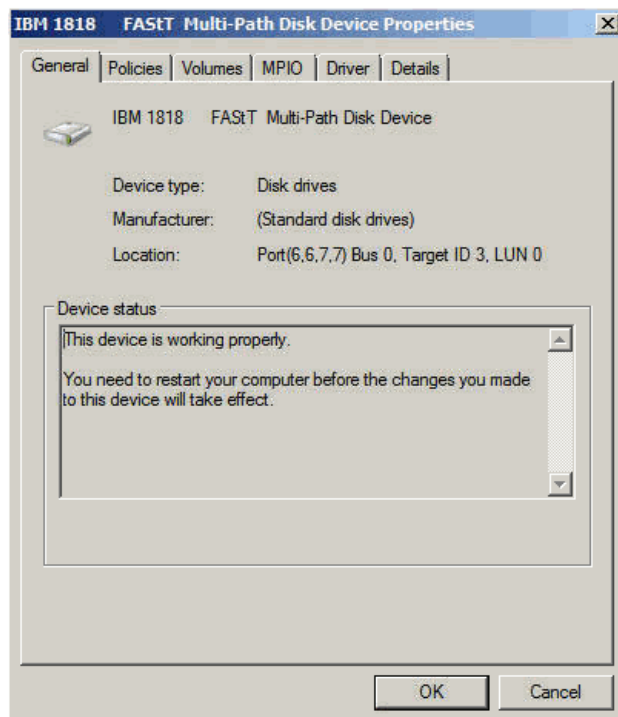 IBM 1818 FAStT Multi-Path Disk Device Properties
General Policies Volumes MPIO Driver Details
IBM 1818 FAStT Multi-Path Disk Device
Device type: Disk drives
Manufacturer: (Standard disk drives)
Location: Port(6,6,7,7) Bus 0, Target ID 3, LUN 0
Device status
This device is working properly.
You need to restart your computer before the changes you made
to this device will take effect.
OK Cancel